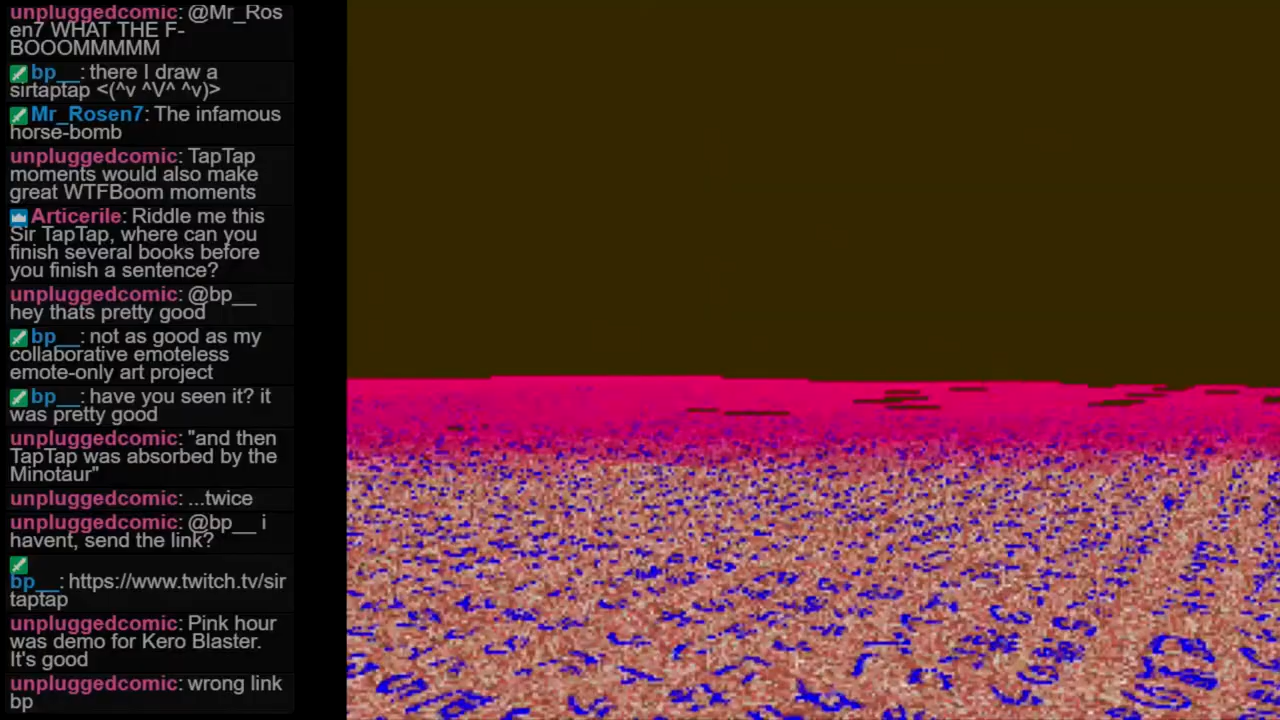 unpluggedcomic: @Mr_Ros
en7 WHAT THE F-
BOOOMMMMM
bp__: there I draw a
sirtaptap <(^v ^V^ ^v)>
Mr_Rosen7: The infamous
horse-bomb
unpluggedcomic: TapTap
moments would also make
great WTFBoom moments
Articerile: Riddle me this
Sir TapTap, where can you
finish several books before
you finish a sentence?
unpluggedcomic: @bp__
hey thats pretty good
bp__: not as good as my
collaborative emoteless
emote-only art project
bp__: have you seen it? it
was pretty good
unpluggedcomic: "and then
TapTap was absorbed by the
Minotaur"
unpluggedcomic: ...twice
unpluggedcomic: @bp__ i
havent, send the link?
bp__: https://www.twitch.tv/sir
taptap
unpluggedcomic: Pink hour
was demo for Kero Blaster.
It's good
unpluggedcomic: wrong link
bp